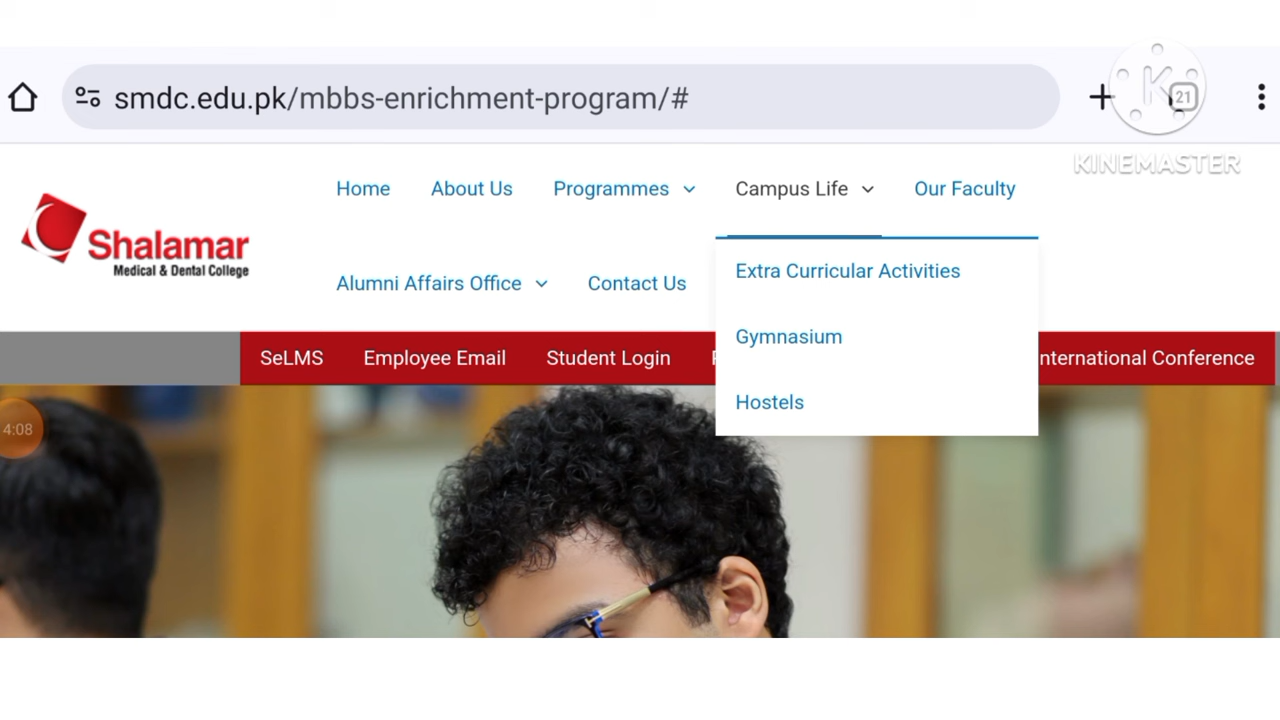 smdc.edu.pk/mbbs-enrichment-program/#
21
KINEMASTER
Home About Us Programmes Campus Life Our Faculty
Shalamar
Medical & Dental College
Alumni Affairs Office Contact Us
Extra Curricular Activities
Gymnasium
Hostels
SeLMS Employee Email Student Login Conference
4:08